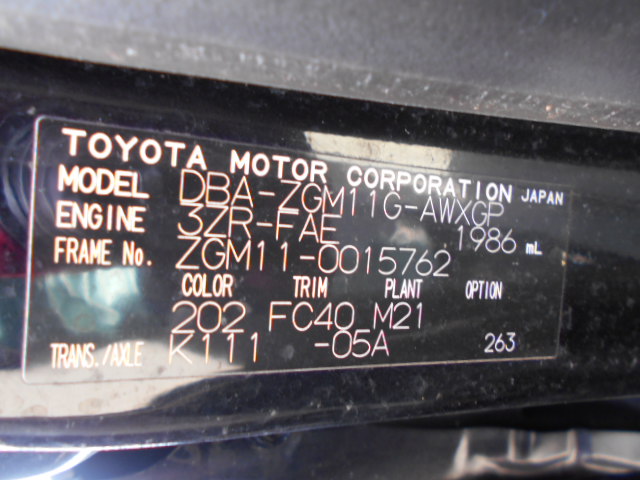 TOYOTA MOTOR CORPORATION JAPAN
MODEL DBA-ZGM11G-AWXGP
ENGINE 3ZR-FAE 1986 mL
FRAME No. ZGM11-0015762
COLOR TRIM PLANT OPTION
202 FC40 M21
TRANS./AXLE K111 -05A 263